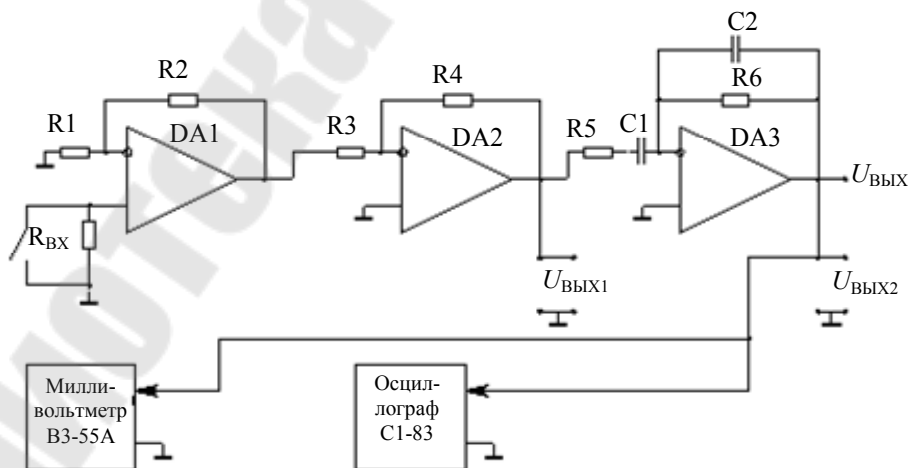 C2
R2
R4
R6
R1
DA1
R3
DA2
R5
C1
DA3
UВЫХ
RВХ
UВЫХ1
UВЫХ2
Милли-
вольтметр
В3-55А
Осцил-
лограф
С1-83